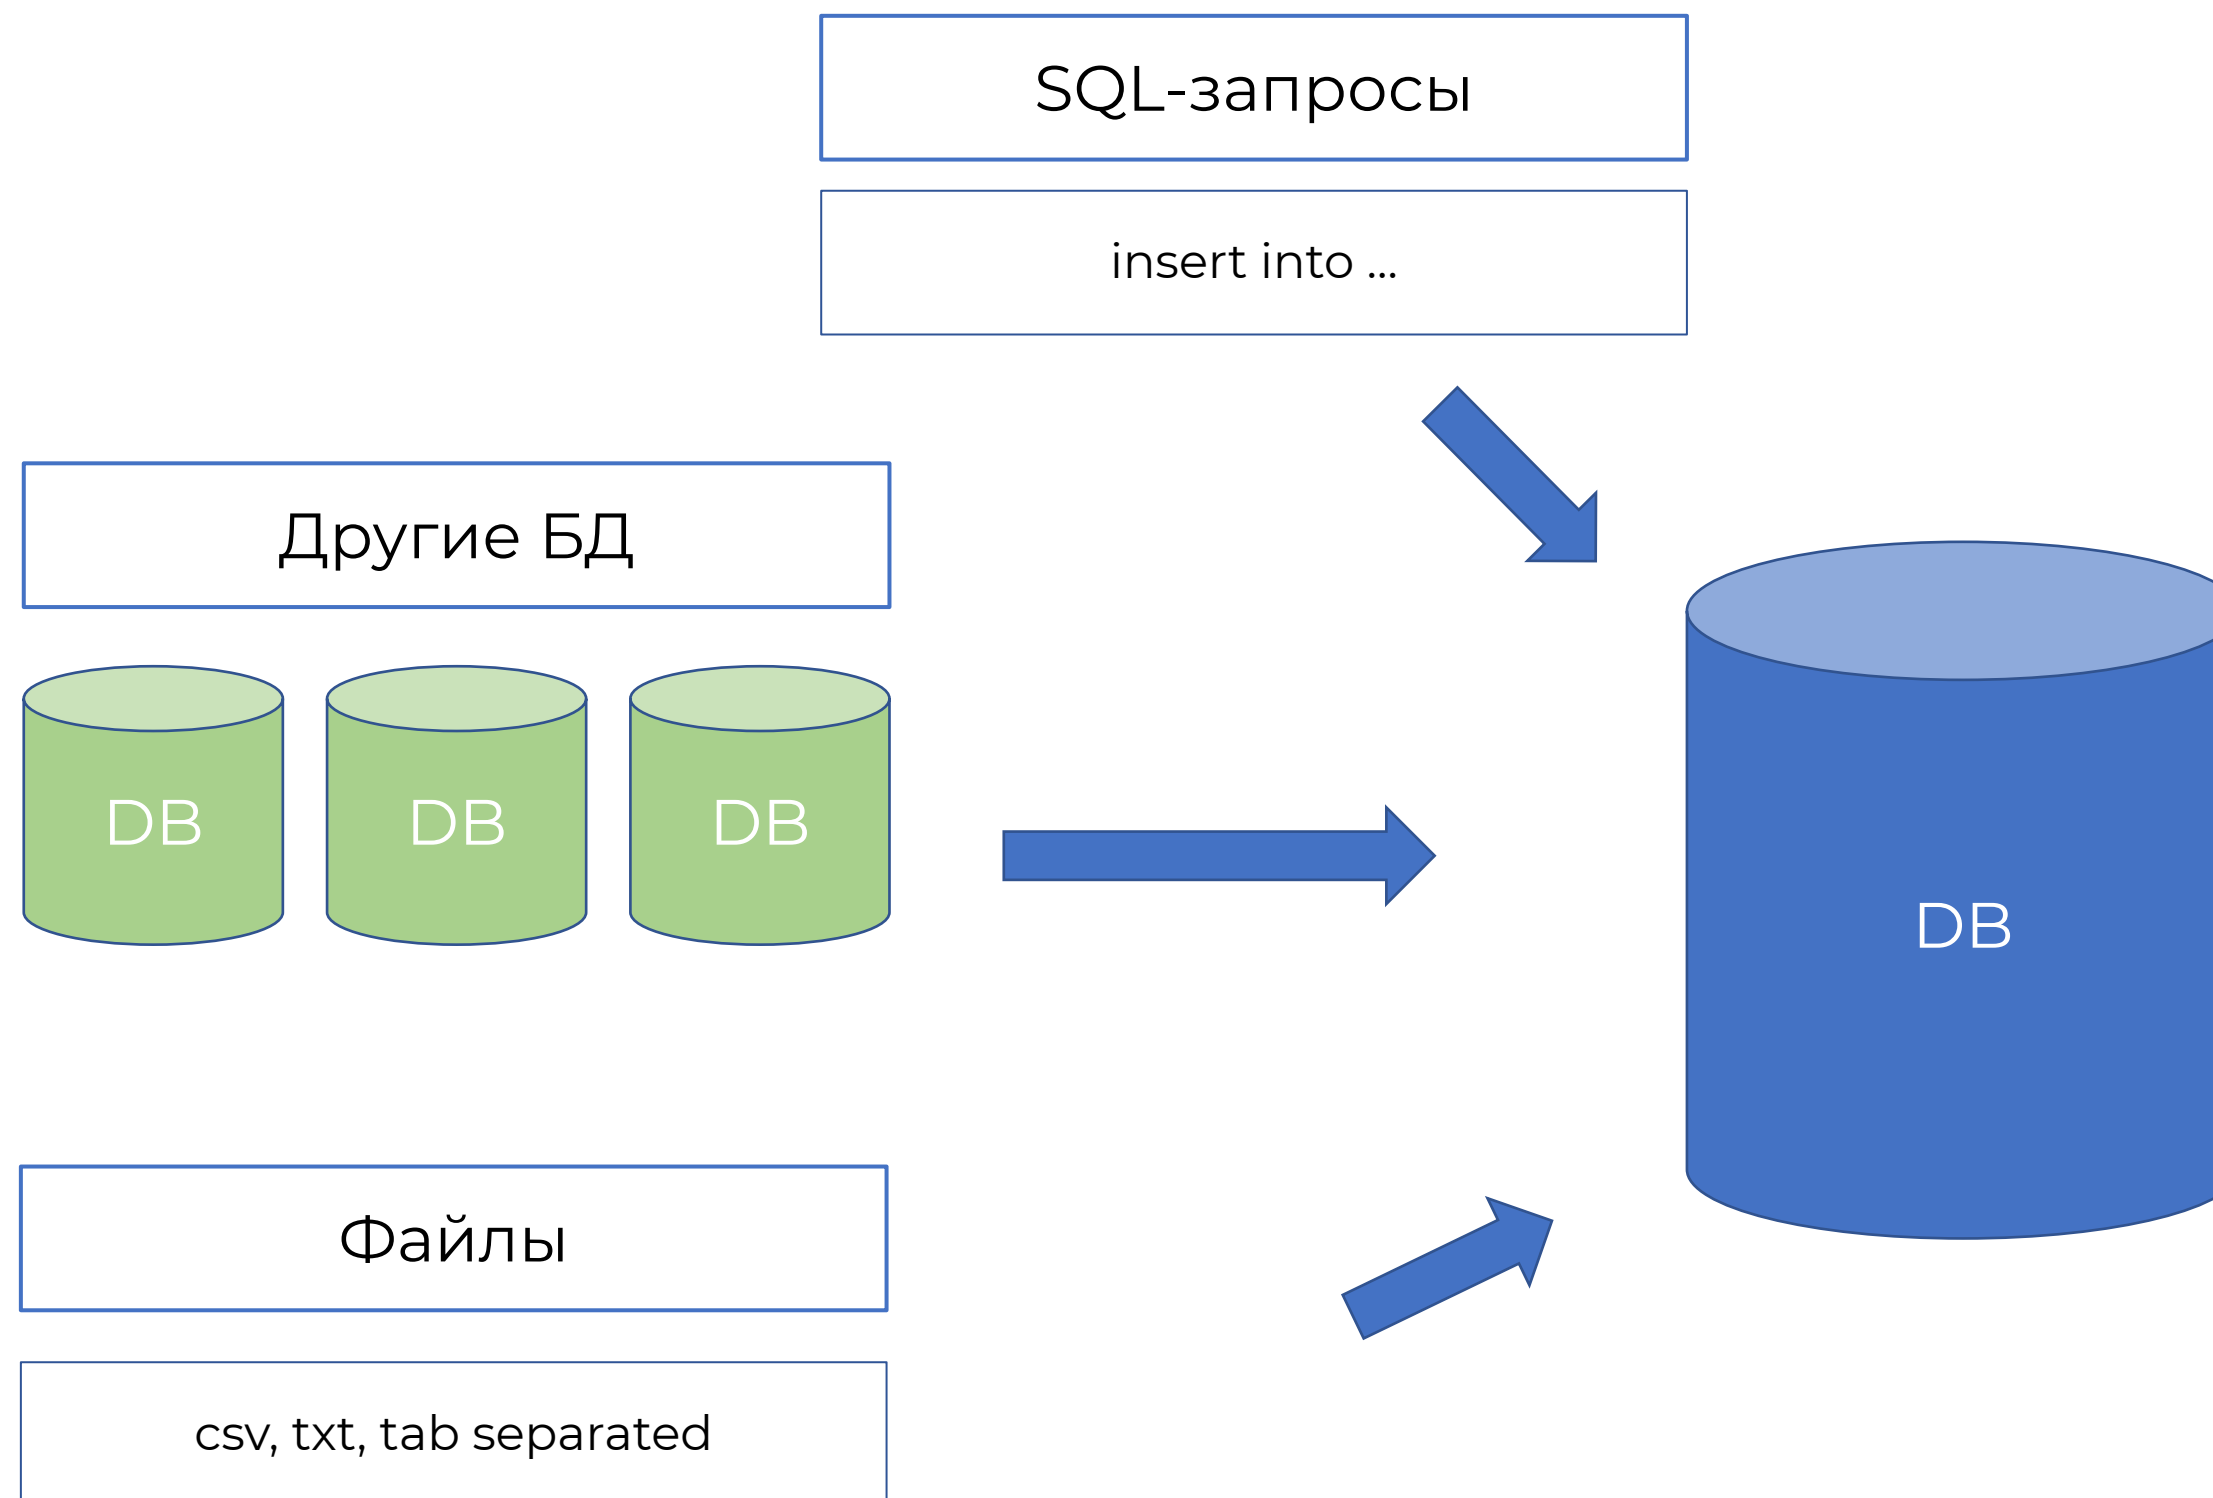 SQL-запросы
insert into ...
Другие БД
DB
DB
DB
DB
Файлы
csv, txt, tab separated